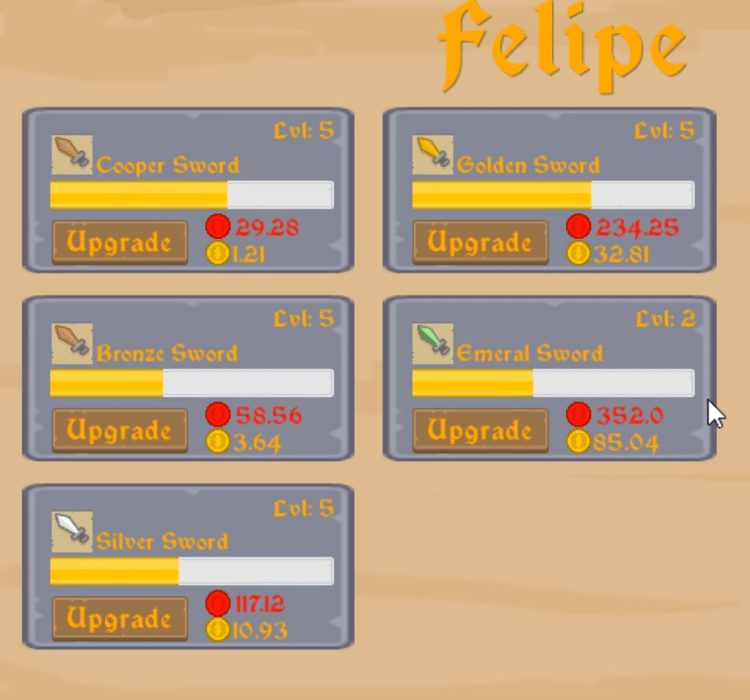 Felipe
Lvl: 5
Cooper Sword
Upgrade
29.28
1.21
Lvl: 5
Golden Sword
Upgrade
234.25
32.81
Lvl: 5
Bronze Sword
Upgrade
58.56
3.64
Lvl: 2
Emeral Sword
Upgrade
352.0
85.04
Lvl: 5
Silver Sword
Upgrade
117.12
10.93